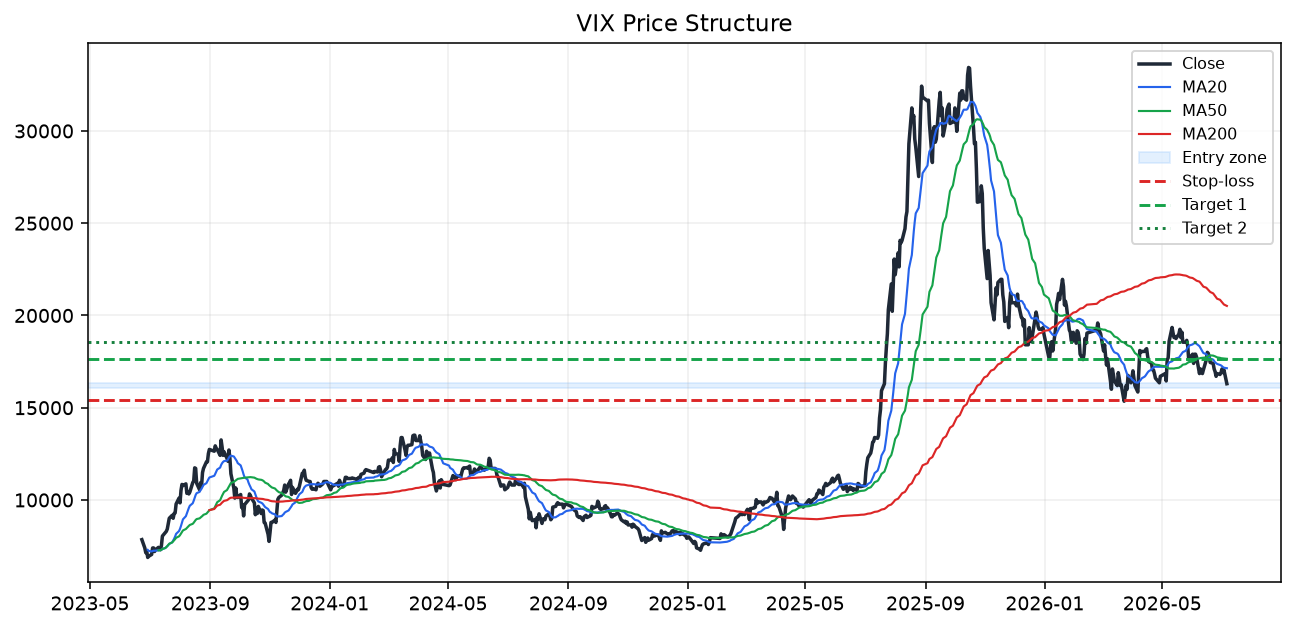 VIX Price Structure
30000
25000
20000
15000
10000
2023-05
2023-09
2024-01
2024-05
2024-09
2025-01
2025-05
2025-09
2026-01
2026-05
Close
MA20
MA50
MA200
Entry zone
Stop-loss
Target 1
Target 2